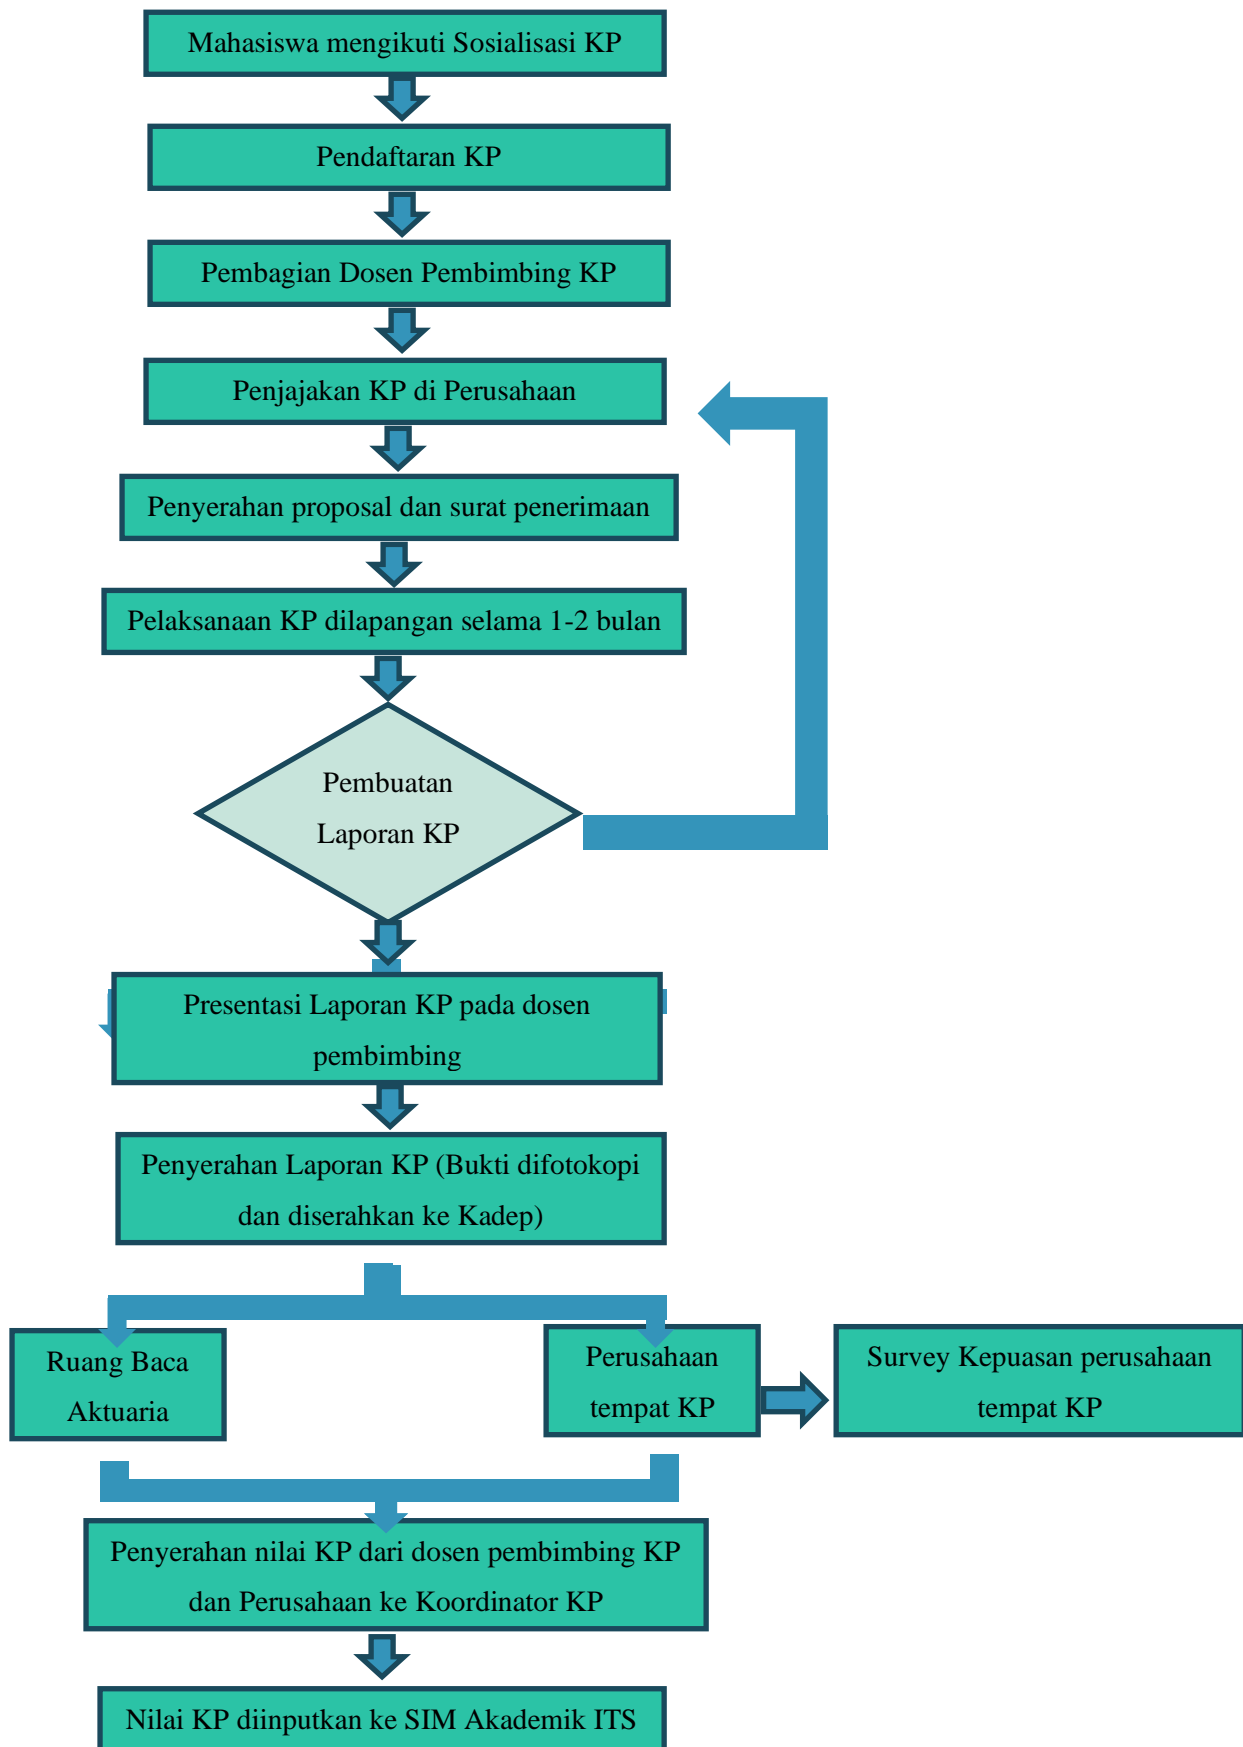 Mahasiswa mengikuti Sosialisasi KP
Pendaftaran KP
Pembagian Dosen Pembimbing KP
Penjajakan KP di Perusahaan
Penyerahan proposal dan surat penerimaan
Pelaksanaan KP dilapangan selama 1-2 bulan
Pembuatan
Laporan KP
Presentasi Laporan KP pada dosen
pembimbing
Penyerahan Laporan KP (Bukti difotokopi
dan diserahkan ke Kadep)
Ruang Baca
Aktuaria
Perusahaan
tempat KP
Survey Kepuasan perusahaan
tempat KP
Penyerahan nilai KP dari dosen pembimbing KP
dan Perusahaan ke Koordinator KP
Nilai KP diinputkan ke SIM Akademik ITS